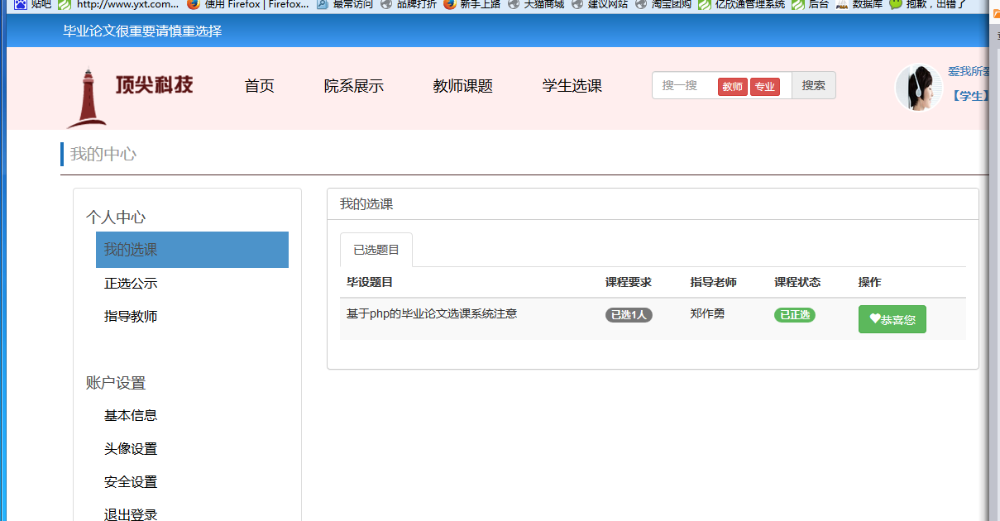 贴吧 http://www.yxt.com... 使用 Firefox | Firefox... 最常访问 品牌打折 新手上路 天猫商城 建议网站 淘宝团购 亿欣通管理系统 后台 数据库 抱歉，出错了
毕业论文很重要请慎重选择
顶尖科技 首页 院系展示 教师课题 学生选课 搜一搜 教师 专业 搜索
爱我所爱
【学生】
我的中心
个人中心
我的选课
正选公示
指导教师
账户设置
基本信息
头像设置
安全设置
退出登录
我的选课
已选题目
毕设题目 课程要求 指导老师 课程状态 操作
基于php的毕业论文选课系统注意 已选1人 郑作勇 已正选 恭喜您